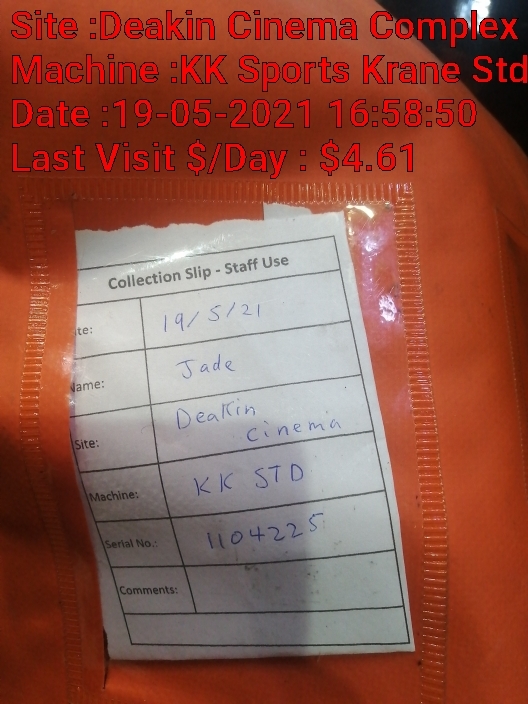 Site :Deakin Cinema Complex
Machine :KK Sports Krane Std
Date :19-05-2021 16:58:50
Last Visit $/Day : $4.61
Collection Slip - Staff Use
te: 19/5/21
ame: Jade
Site: Deakin
cinema
Machine: KK STD
Serial No.: 1104225
Comments: